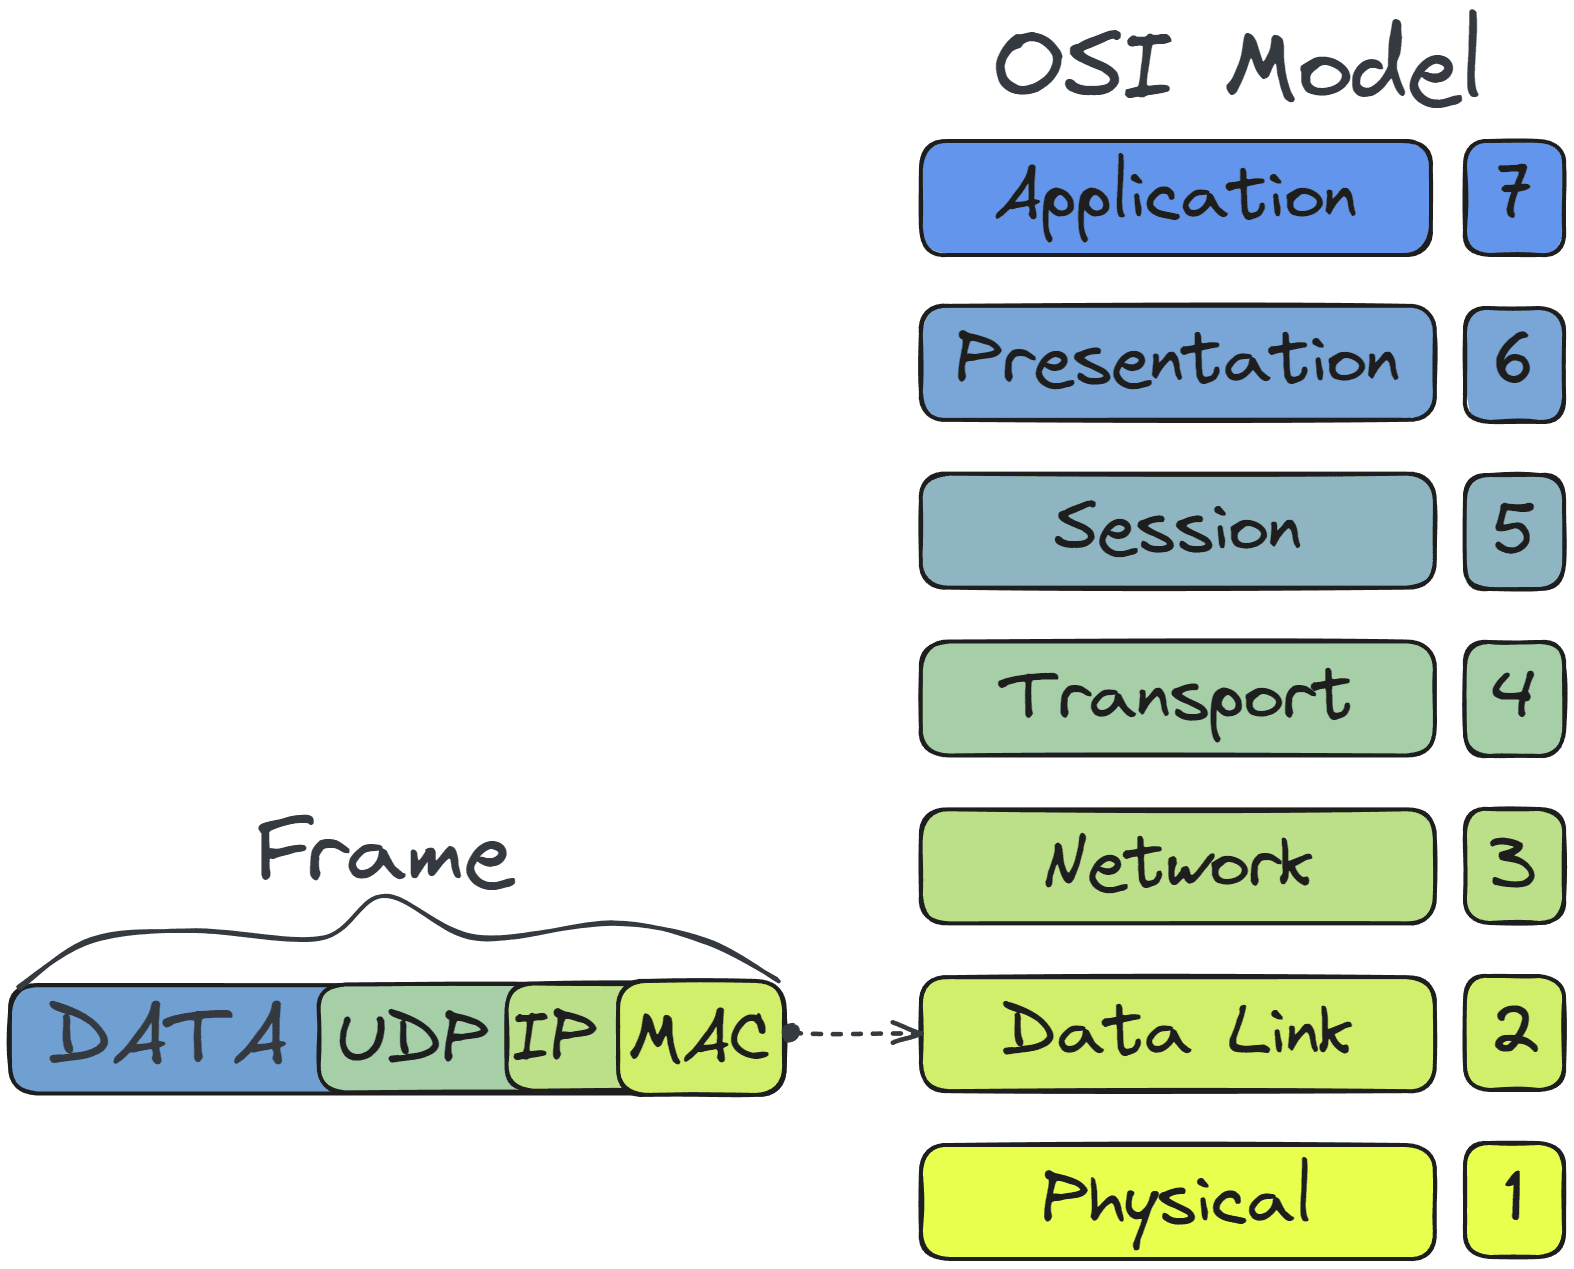 OSI Model
Application 7
Presentation 6
Session 5
Transport 4
Network 3
Frame
DATA UDP IP MAC
Data Link 2
Physical 1